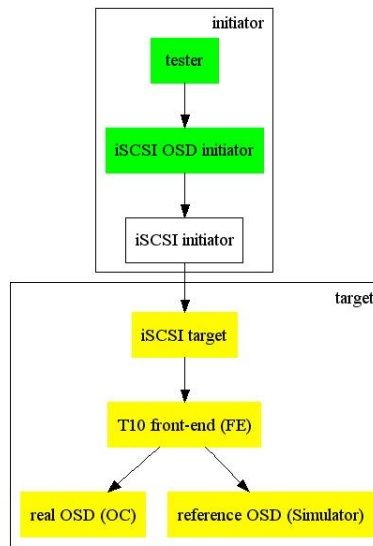 initiator
tester
iSCSI OSD initiator
iSCSI initiator
target
iSCSI target
T10 front-end (FE)
real OSD (OC)
reference OSD (Simulator)